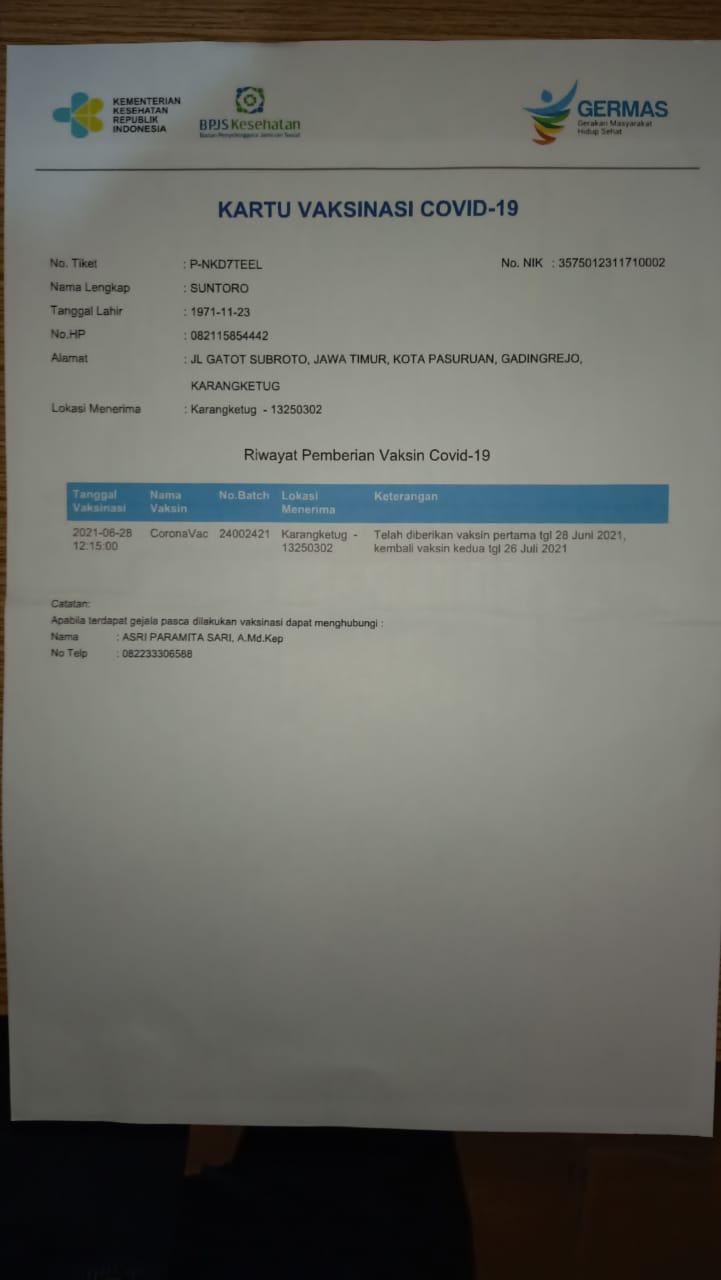 KEMENTERIAN
KESEHATAN
REPUBLIK
INDONESIA
BPJS Kesehatan
Badan Penyelenggara Jaminan Sosial
GERMAS
Gerakan Masyarakat
Hidup Sehat
KARTU VAKSINASI COVID-19
No. Tiket : P-NKD7TEEL No. NIK : 3575012311710002
Nama Lengkap : SUNTORO
Tanggal Lahir : 1971-11-23
No.HP : 082115854442
Alamat : JL GATOT SUBROTO, JAWA TIMUR, KOTA PASURUAN, GADINGREJO,
KARANGKETUG
Lokasi Menerima : Karangketug - 13250302
Riwayat Pemberian Vaksin Covid-19
Tanggal Nama No.Batch Lokasi Keterangan
Vaksinasi Vaksin Menerima
2021-06-28 CoronaVac 24002421 Karangketug - Telah diberikan vaksin pertama tgl 28 Juni 2021,
12:15:00 13250302 kembali vaksin kedua tgl 26 Juli 2021
Catatan:
Apabila terdapat gejala pasca dilakukan vaksinasi dapat menghubungi :
Nama : ASRI PARAMITA SARI, A.Md.Kep
No Telp : 082233306588